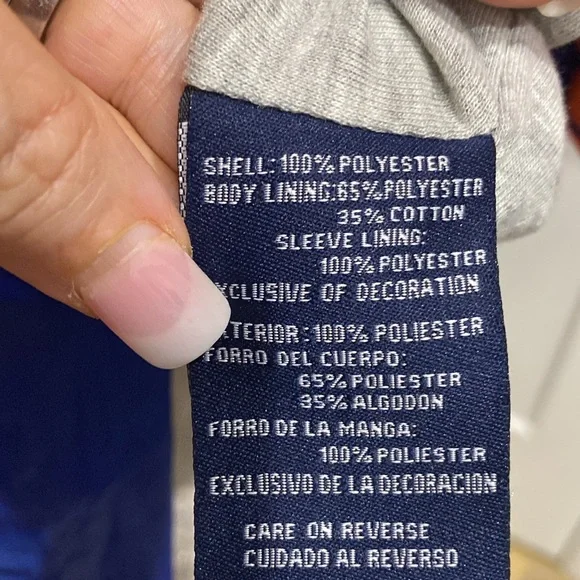 SHELL: 100% POLYESTER
BODY LINING: 65% POLYESTER
35% COTTON
SLEEVE LINING:
100% POLYESTER
OF DECORATION
100% POLIESTER
FORRO DEL CUERPO:
65% POLIESTER
35% ALGODON
FORRO DE LA MANGA:
100% POLIESTER
EXCLUSIVO DE LA DECORACION
CARE ON REVERSE
CUIDADO AL REVERSO